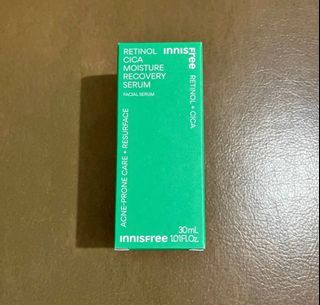 RETINOL
CICA
MOISTURE
RECOVERY
SERUM
FACIAL SERUM
innisfree
RETINOL + CICA
ACNE-PRONE CARE + RESURFACE
30mL
innisfree 1.01Fl.Oz.